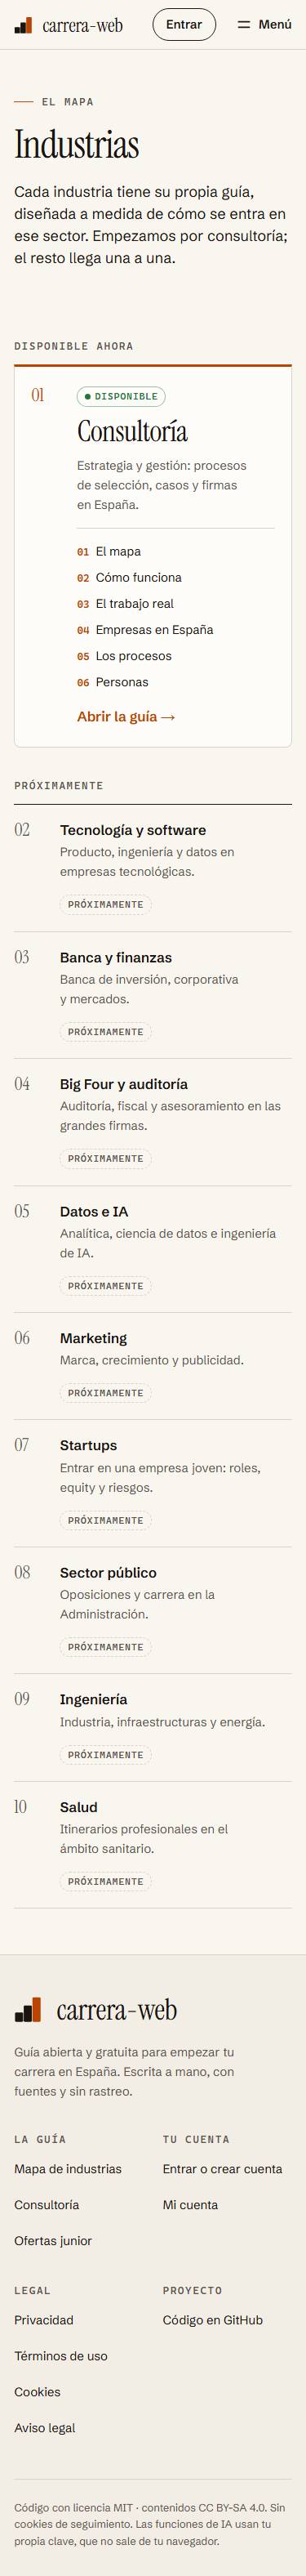 carrera-web
Entrar
Menú
EL MAPA
Industrias
Cada industria tiene su propia guía,
diseñada a medida de cómo se entra en
ese sector. Empezamos por consultoría;
el resto llega una a una.
DISPONIBLE AHORA
01
DISPONIBLE
Consultoría
Estrategia y gestión: procesos
de selección, casos y firmas
en España.
01 El mapa
02 Cómo funciona
03 El trabajo real
04 Empresas en España
05 Los procesos
06 Personas
Abrir la guía →
PRÓXIMAMENTE
02 Tecnología y software
Producto, ingeniería y datos en
empresas tecnológicas.
PRÓXIMAMENTE
03 Banca y finanzas
Banca de inversión, corporativa
y mercados.
PRÓXIMAMENTE
04 Big Four y auditoría
Auditoría, fiscal y asesoramiento en las
grandes firmas.
PRÓXIMAMENTE
05 Datos e IA
Analítica, ciencia de datos e ingeniería
de IA.
PRÓXIMAMENTE
06 Marketing
Marca, crecimiento y publicidad.
PRÓXIMAMENTE
07 Startups
Entrar en una empresa joven: roles,
equity y riesgos.
PRÓXIMAMENTE
08 Sector público
Oposiciones y carrera en la
Administración.
PRÓXIMAMENTE
09 Ingeniería
Industria, infraestructuras y energía.
PRÓXIMAMENTE
10 Salud
Itinerarios profesionales en el
ámbito sanitario.
PRÓXIMAMENTE
carrera-web
Guía abierta y gratuita para empezar tu
carrera en España. Escrita a mano, con
fuentes y sin rastreo.
LA GUÍA
Mapa de industrias
Consultoría
Ofertas junior
TU CUENTA
Entrar o crear cuenta
Mi cuenta
LEGAL
Privacidad
Términos de uso
Cookies
Aviso legal
PROYECTO
Código en GitHub
Código con licencia MIT · contenidos CC BY-SA 4.0. Sin
cookies de seguimiento. Las funciones de IA usan tu
propia clave, que no sale de tu navegador.